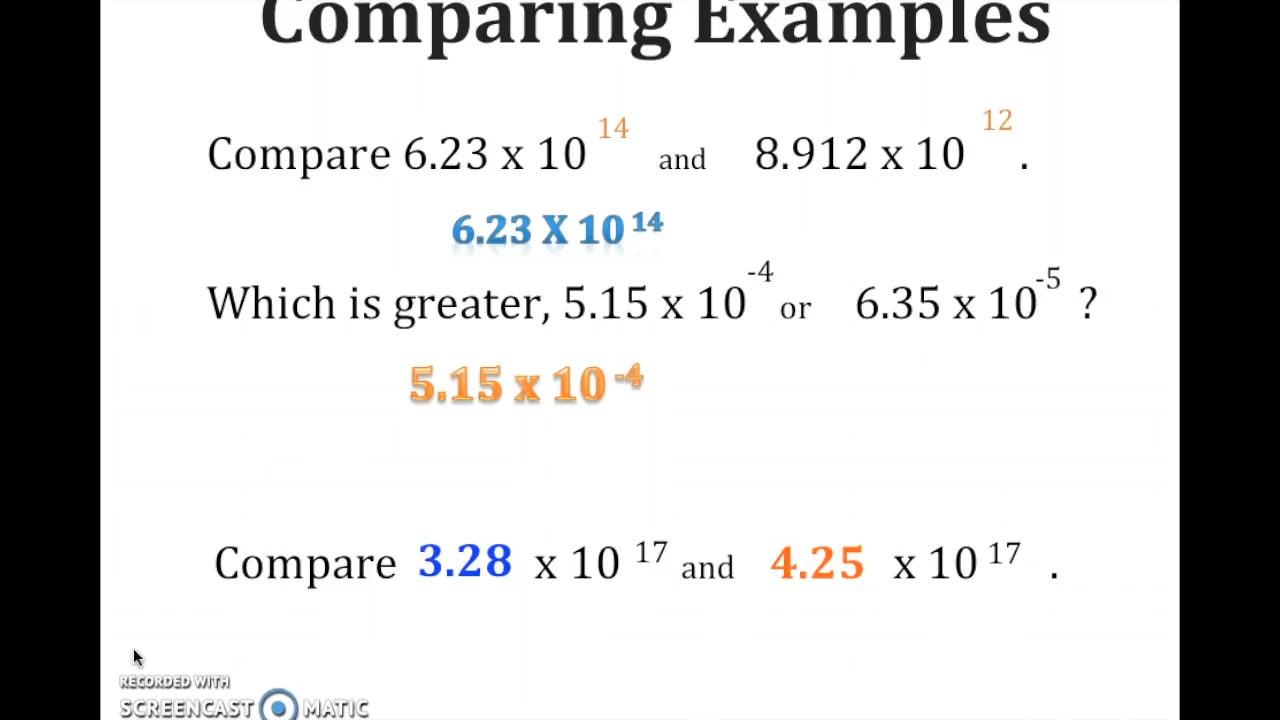 Comparing Examples
Compare 6.23 x 10 14 and 8.912 x 10 12 .
6.23 X 10 14
Which is greater, 5.15 x 10 -4 or 6.35 x 10 -5 ?
5.15 x 10 -4
Compare 3.28 x 10 17 and 4.25 x 10 17 .
RECORDED WITH
SCREENCAST MATIC